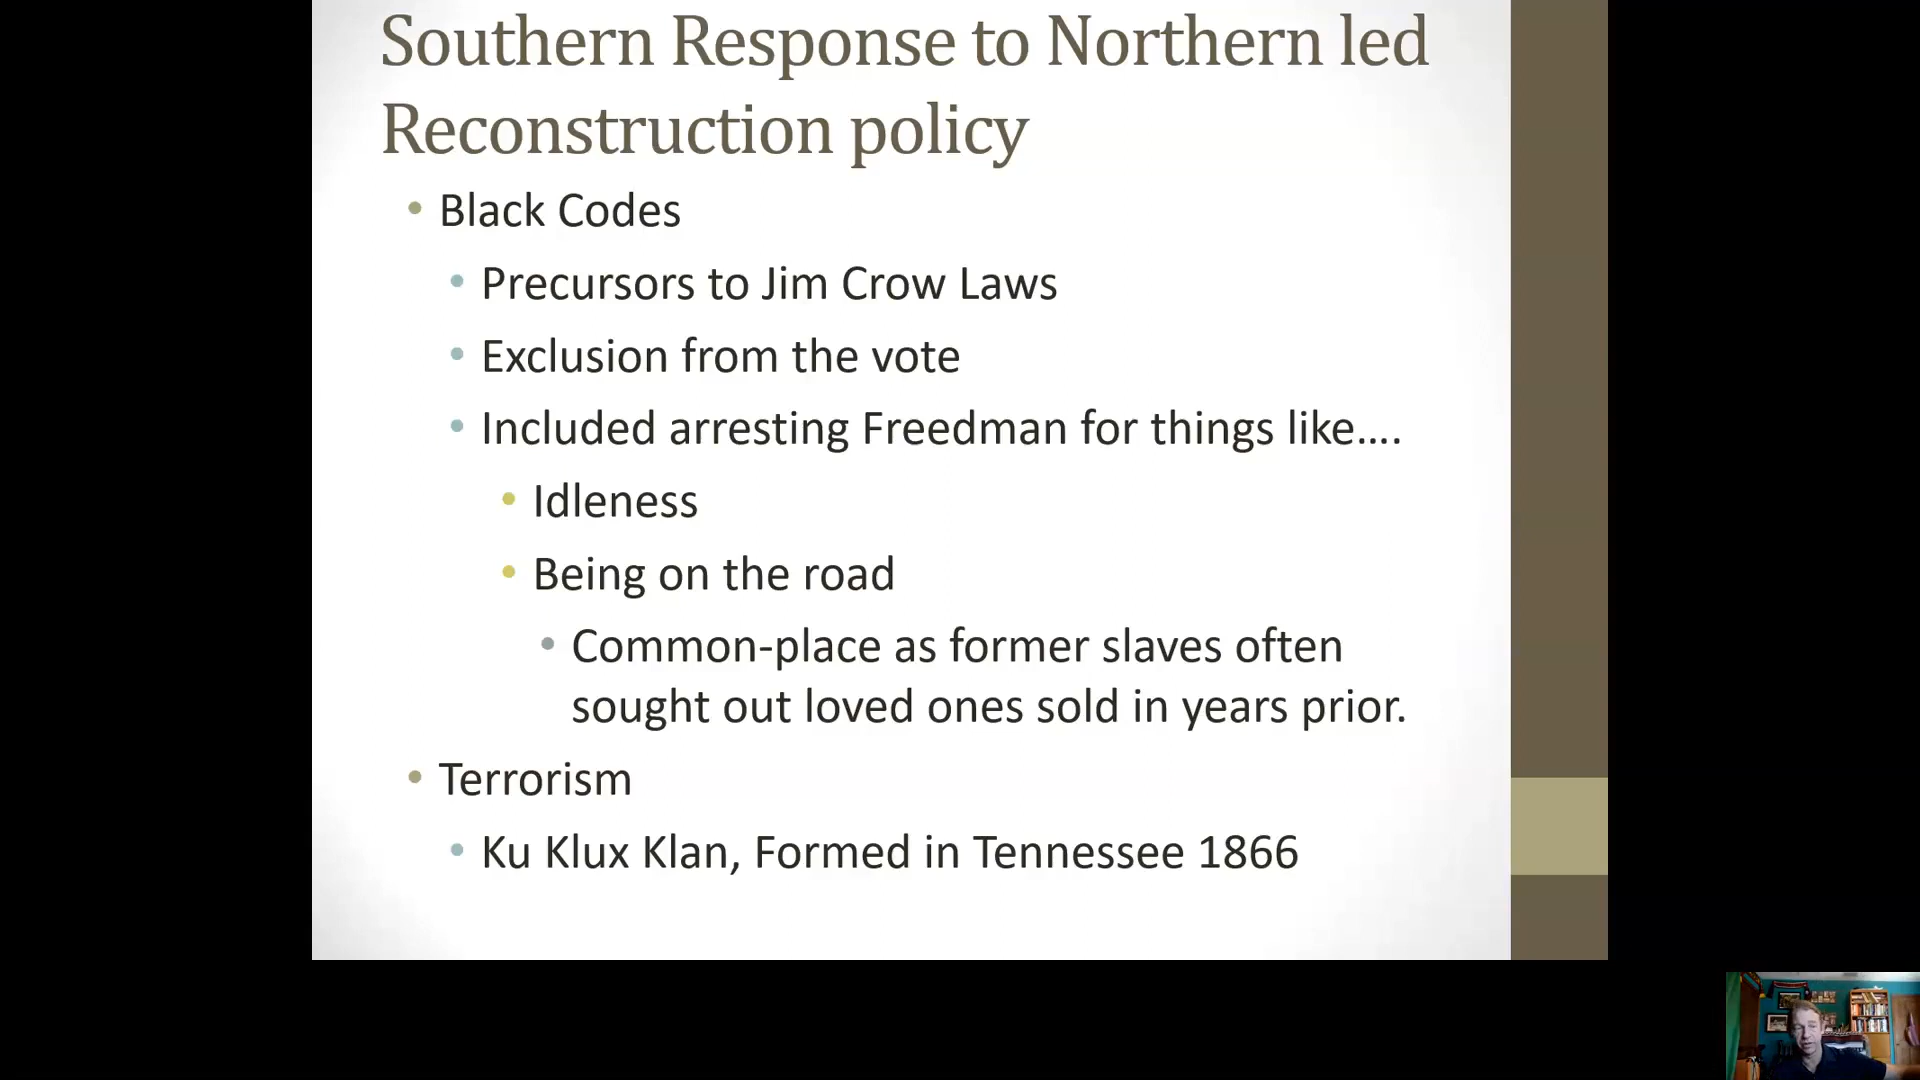 Southern Response to Northern led
Reconstruction policy
• Black Codes
• Precursors to Jim Crow Laws
• Exclusion from the vote
• Included arresting Freedman for things like....
• Idleness
• Being on the road
• Common-place as former slaves often
sought out loved ones sold in years prior.
• Terrorism
• Ku Klux Klan, Formed in Tennessee 1866